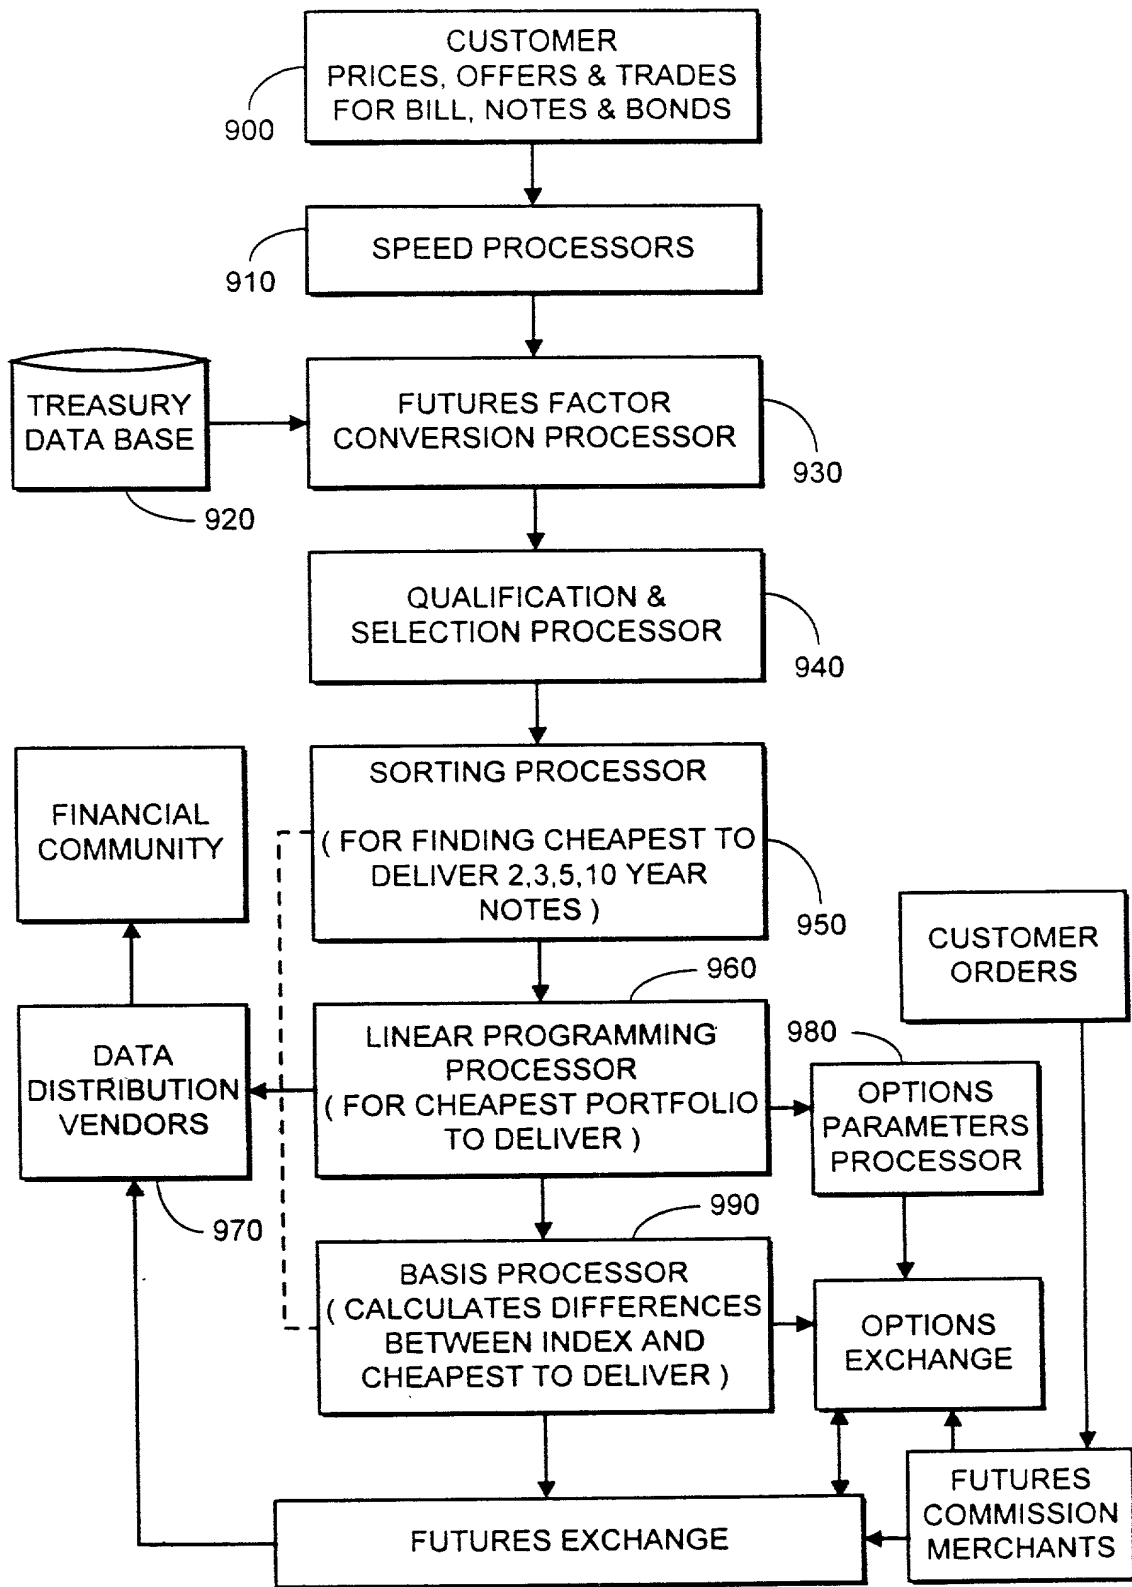 CUSTOMER
PRICES, OFFERS & TRADES
FOR BILL, NOTES & BONDS
900
SPEED PROCESSORS
910
TREASURY
DATA BASE
920
FUTURES FACTOR
CONVERSION PROCESSOR
930
QUALIFICATION &
SELECTION PROCESSOR
940
SORTING PROCESSOR
( FOR FINDING CHEAPEST TO
DELIVER 2,3,5,10 YEAR
NOTES )
950
FINANCIAL
COMMUNITY
CUSTOMER
ORDERS
960
LINEAR PROGRAMMING
PROCESSOR
( FOR CHEAPEST PORTFOLIO
TO DELIVER )
DATA
DISTRIBUTION
VENDORS
970
980
OPTIONS
PARAMETERS
PROCESSOR
990
BASIS PROCESSOR
( CALCULATES DIFFERENCES
BETWEEN INDEX AND
CHEAPEST TO DELIVER )
OPTIONS
EXCHANGE
FUTURES EXCHANGE
FUTURES
COMMISSION
MERCHANTS